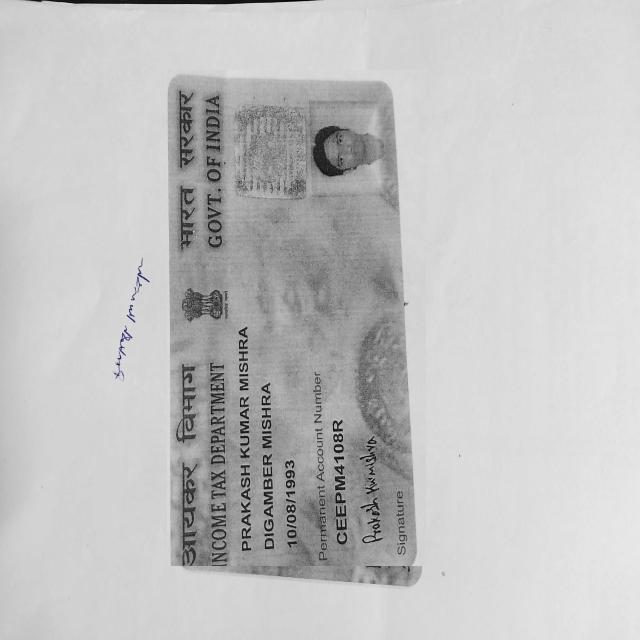 आयकर विभाग
INCOME TAX DEPARTMENT
भारत सरकार
GOVT. OF INDIA
PRAKASH KUMAR MISHRA
DIGAMBER MISHRA
10/08/1993
Permanent Account Number
CEEPM4108R
Prakash Kr mishra
Signature